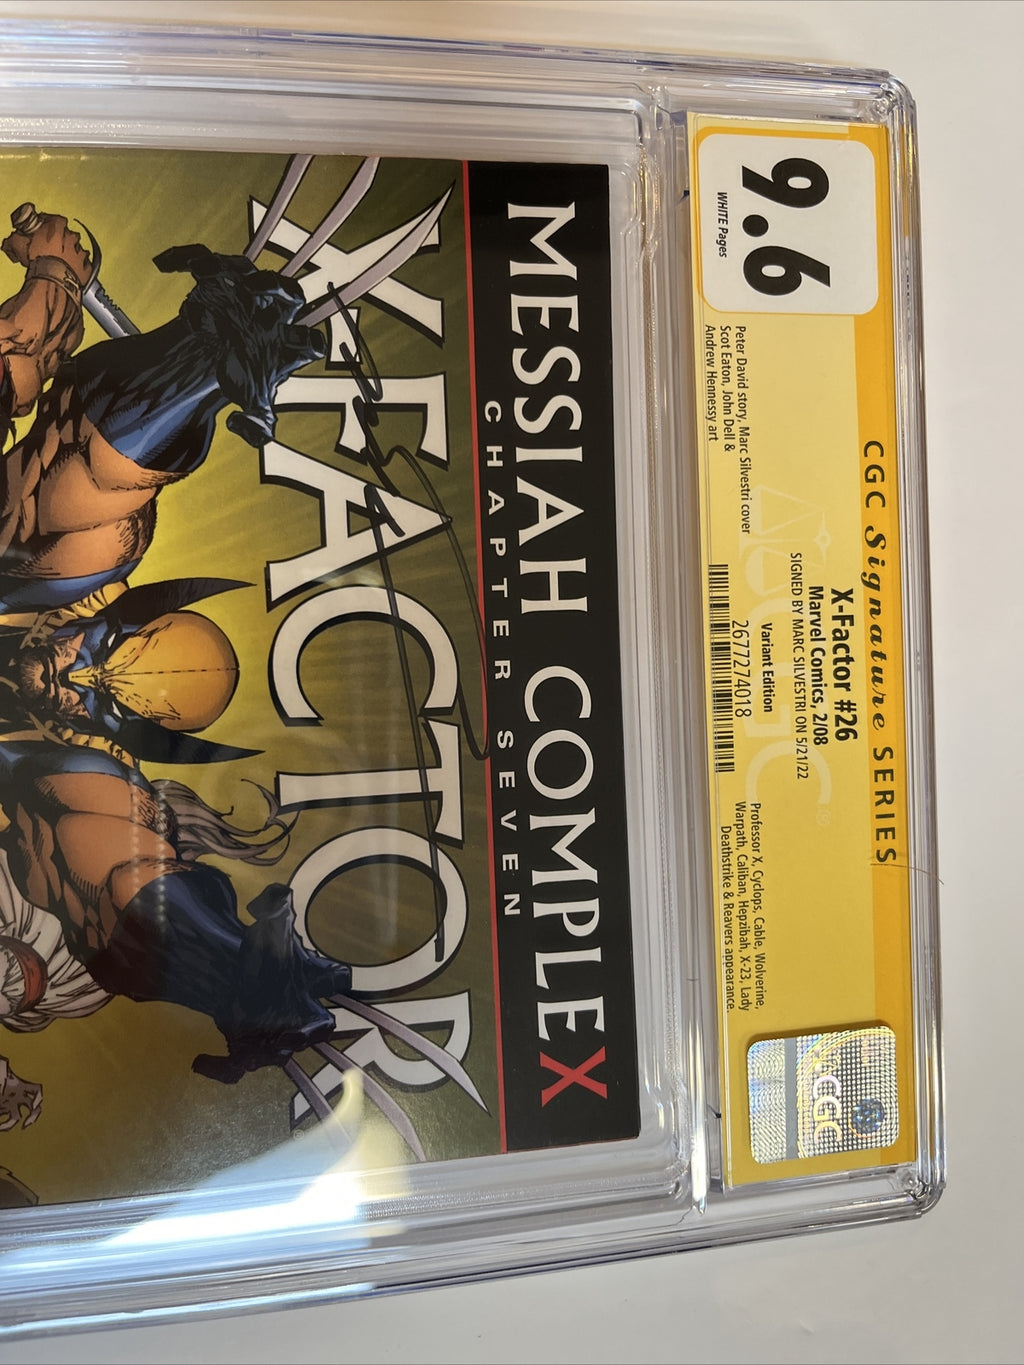 CGC Signature SERIES
9.6
WHITE Pages
Peter David story, Marc Silvestri cover
Scot Eaton, John Dell &
Andrew Hennessy art
X-Factor #26
Marvel Comics, 2/08
SIGNED BY MARC SILVESTRI ON 5/21/22
Variant Edition
2677274018
Professor X, Cyclops, Cable, Wolverine,
Warpath, Caliban, Hepzibah, X-23, Lady
Deathstrike & Reavers appearance.
CGC
CGC
MESSIAH COMPLEX
CHAPTER SEVEN
X-FACTOR